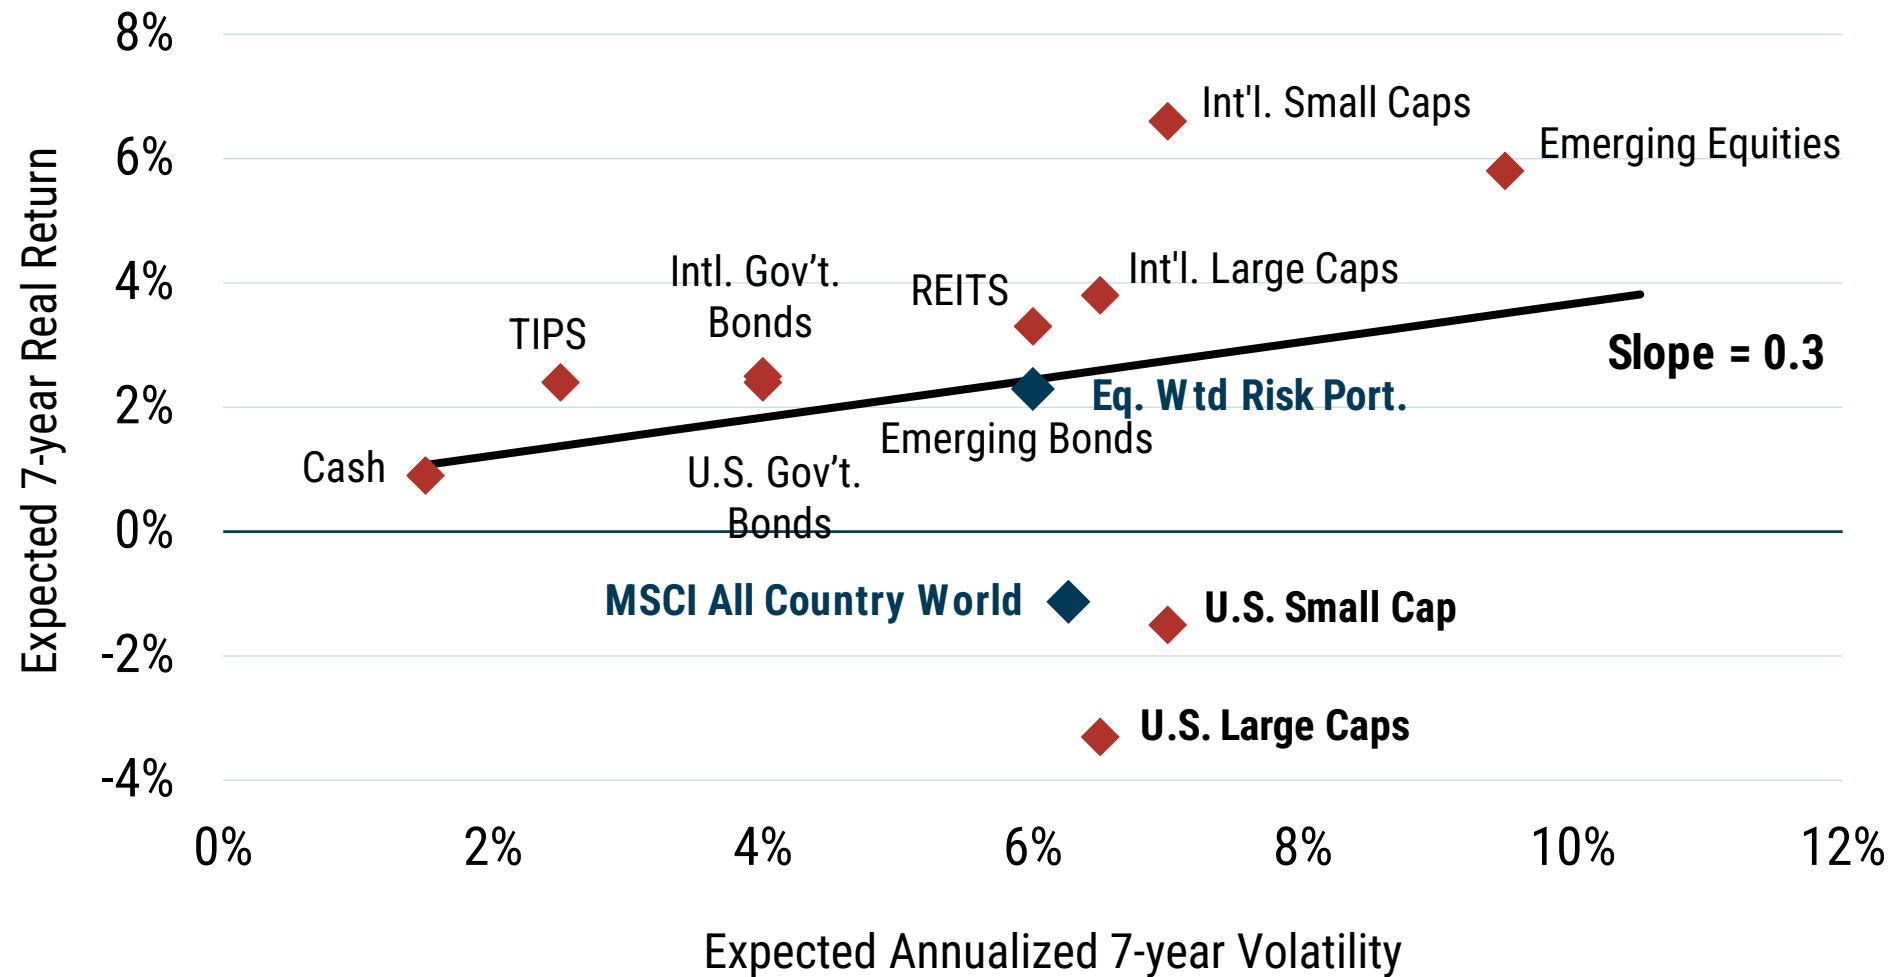 8%
Int'l. Small Caps
6%
Emerging Equities
4%
Intl. Gov’t.
Bonds
REITS
Int'l. Large Caps
TIPS
Slope = 0.3
2%
Eq. Wtd Risk Port.
Emerging Bonds
Cash
U.S. Gov’t.
Bonds
0%
MSCI All Country World
U.S. Small Cap
-2%
U.S. Large Caps
-4%
0% 2% 4% 6% 8% 10% 12%
Expected Annualized 7-year Volatility
Expected 7-year Real Return